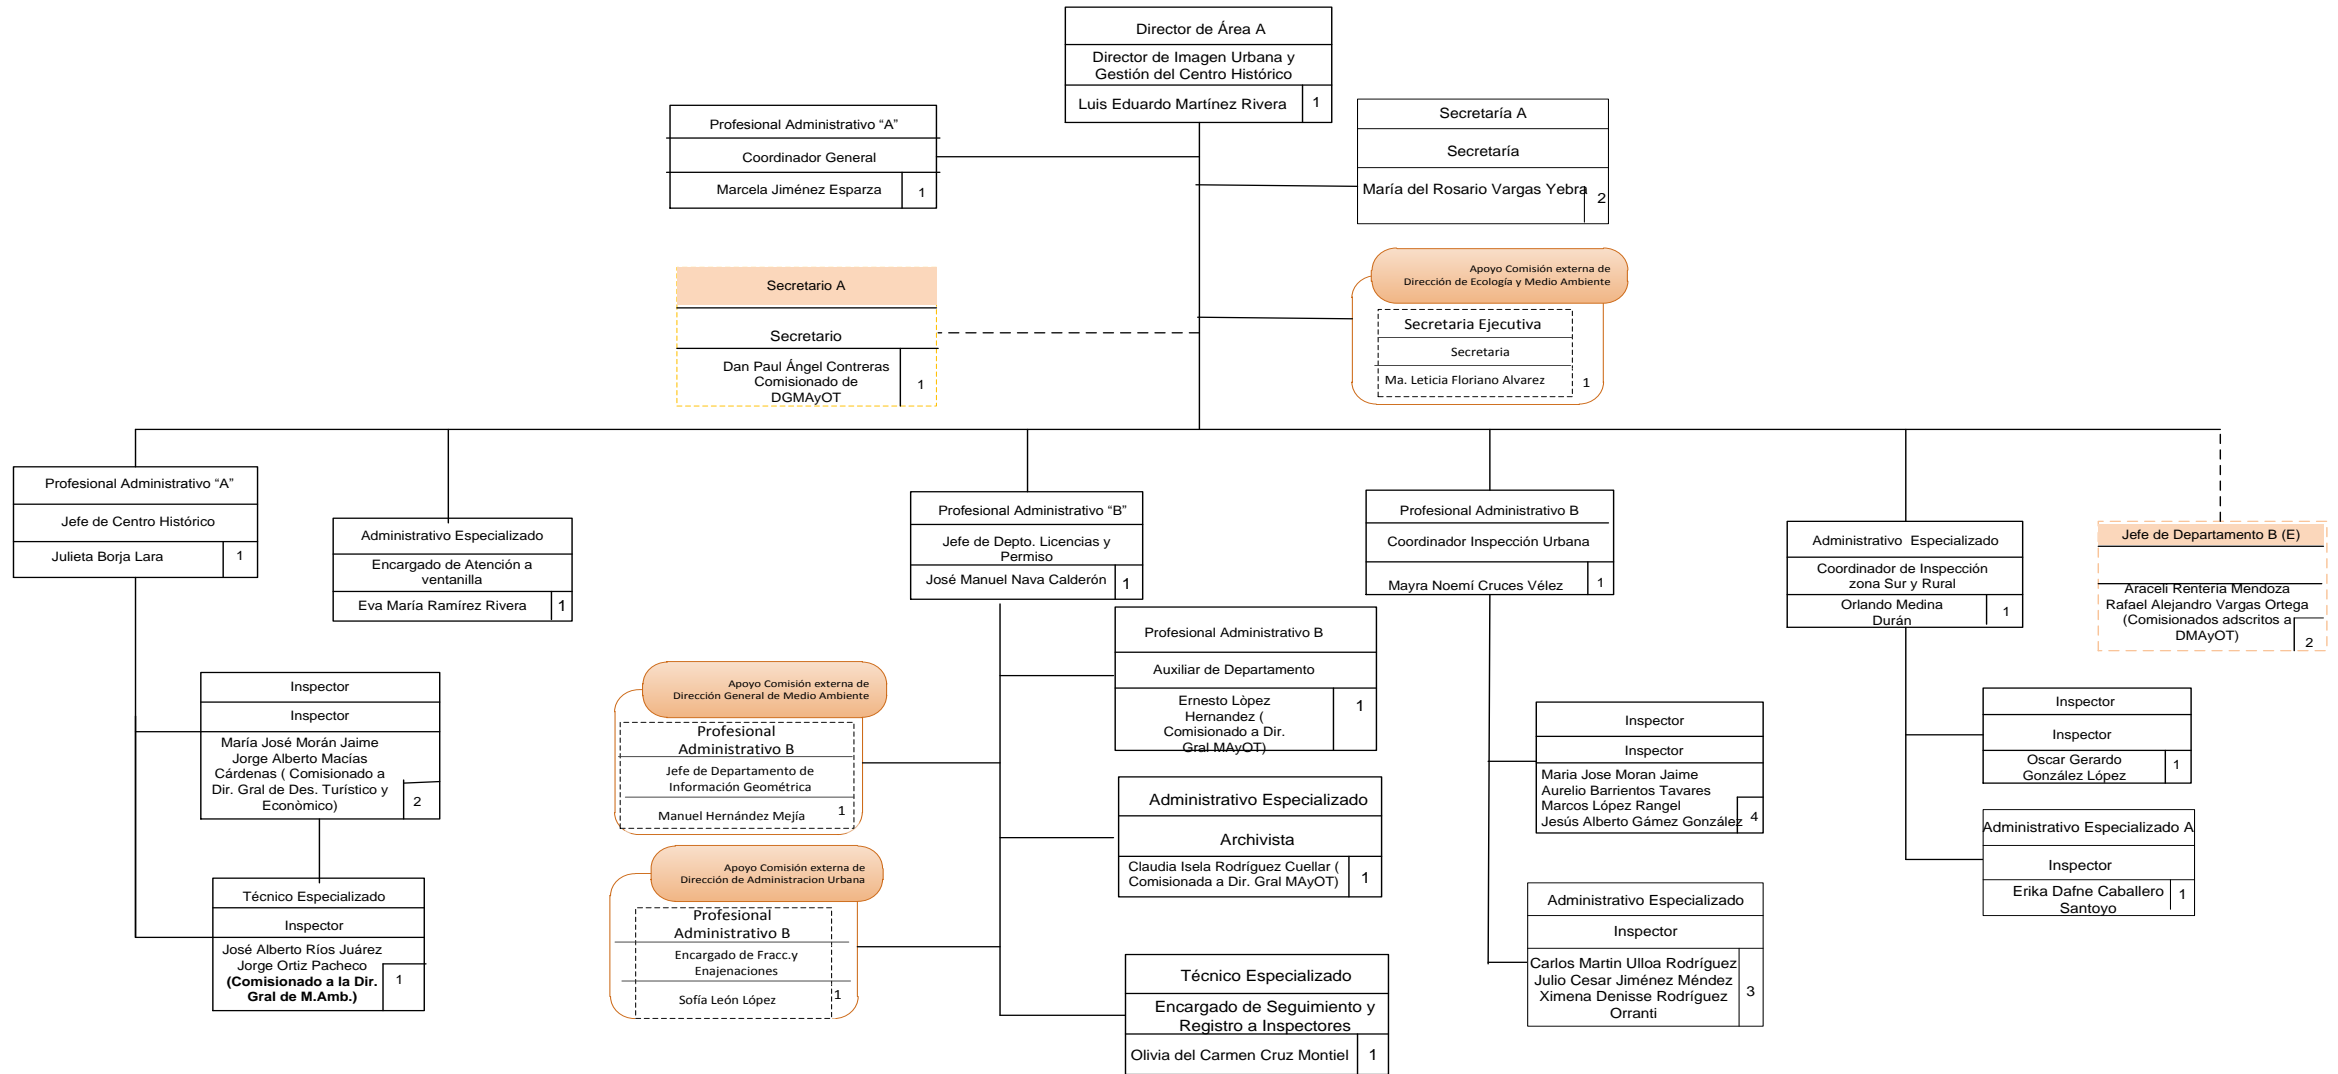 Director de Área A
Director de Imagen Urbana y
Gestión del Centro Histórico
Luis Eduardo Martínez Rivera
1
Profesional Administrativo “A”
Coordinador General
Marcela Jiménez Esparza
1
Secretaría A
Secretaría
María del Rosario Vargas Yebra
2
Secretario A
Secretario
Dan Paul Ángel Contreras
Comisionado de
DGMAyOT
1
Apoyo Comisión externa de
Dirección de Ecología y Medio Ambiente
Secretaria Ejecutiva
Secretaria
Ma. Leticia Floriano Alvarez
1
Profesional Administrativo “A”
Jefe de Centro Histórico
Julieta Borja Lara
1
Administrativo Especializado
Encargado de Atención a
ventanilla
Eva María Ramírez Rivera
1
Profesional Administrativo “B”
Jefe de Depto. Licencias y
Permiso
José Manuel Nava Calderón
1
Profesional Administrativo B
Coordinador Inspección Urbana
Mayra Noemí Cruces Vélez
1
Administrativo Especializado
Coordinador de Inspección
zona Sur y Rural
Orlando Medina
Durán
1
Jefe de Departamento B (E)
Araceli Rentería Mendoza
Rafael Alejandro Vargas Ortega
(Comisionados adscritos a
DMAyOT)
2
Inspector
Inspector
María José Morán Jaime
Jorge Alberto Macías
Cárdenas ( Comisionado a
Dir. Gral de Des. Turístico y
Econòmico)
2
Técnico Especializado
Inspector
José Alberto Ríos Juárez
Jorge Ortiz Pacheco
(Comisionado a la Dir.
Gral de M.Amb.)
1
Apoyo Comisión externa de
Dirección General de Medio Ambiente
Profesional
Administrativo B
Jefe de Departamento de
Información Geométrica
Manuel Hernández Mejía
1
Apoyo Comisión externa de
Dirección de Administracion Urbana
Profesional
Administrativo B
Encargado de Fracc.y
Enajenaciones
Sofía León López
1
Profesional Administrativo B
Auxiliar de Departamento
Ernesto Lòpez
Hernandez (
Comisionado a Dir.
Gral MAyOT)
1
Administrativo Especializado
Archivista
Claudia Isela Rodríguez Cuellar (
Comisionada a Dir. Gral MAyOT)
1
Técnico Especializado
Encargado de Seguimiento y
Registro a Inspectores
Olivia del Carmen Cruz Montiel
1
Inspector
Inspector
Maria Jose Moran Jaime
Aurelio Barrientos Tavares
Marcos López Rangel
Jesús Alberto Gámez González
4
Administrativo Especializado
Inspector
Carlos Martin Ulloa Rodríguez
Julio Cesar Jiménez Méndez
Ximena Denisse Rodríguez
Orranti
3
Inspector
Inspector
Oscar Gerardo
González López
1
Administrativo Especializado A
Inspector
Erika Dafne Caballero
Santoyo
1